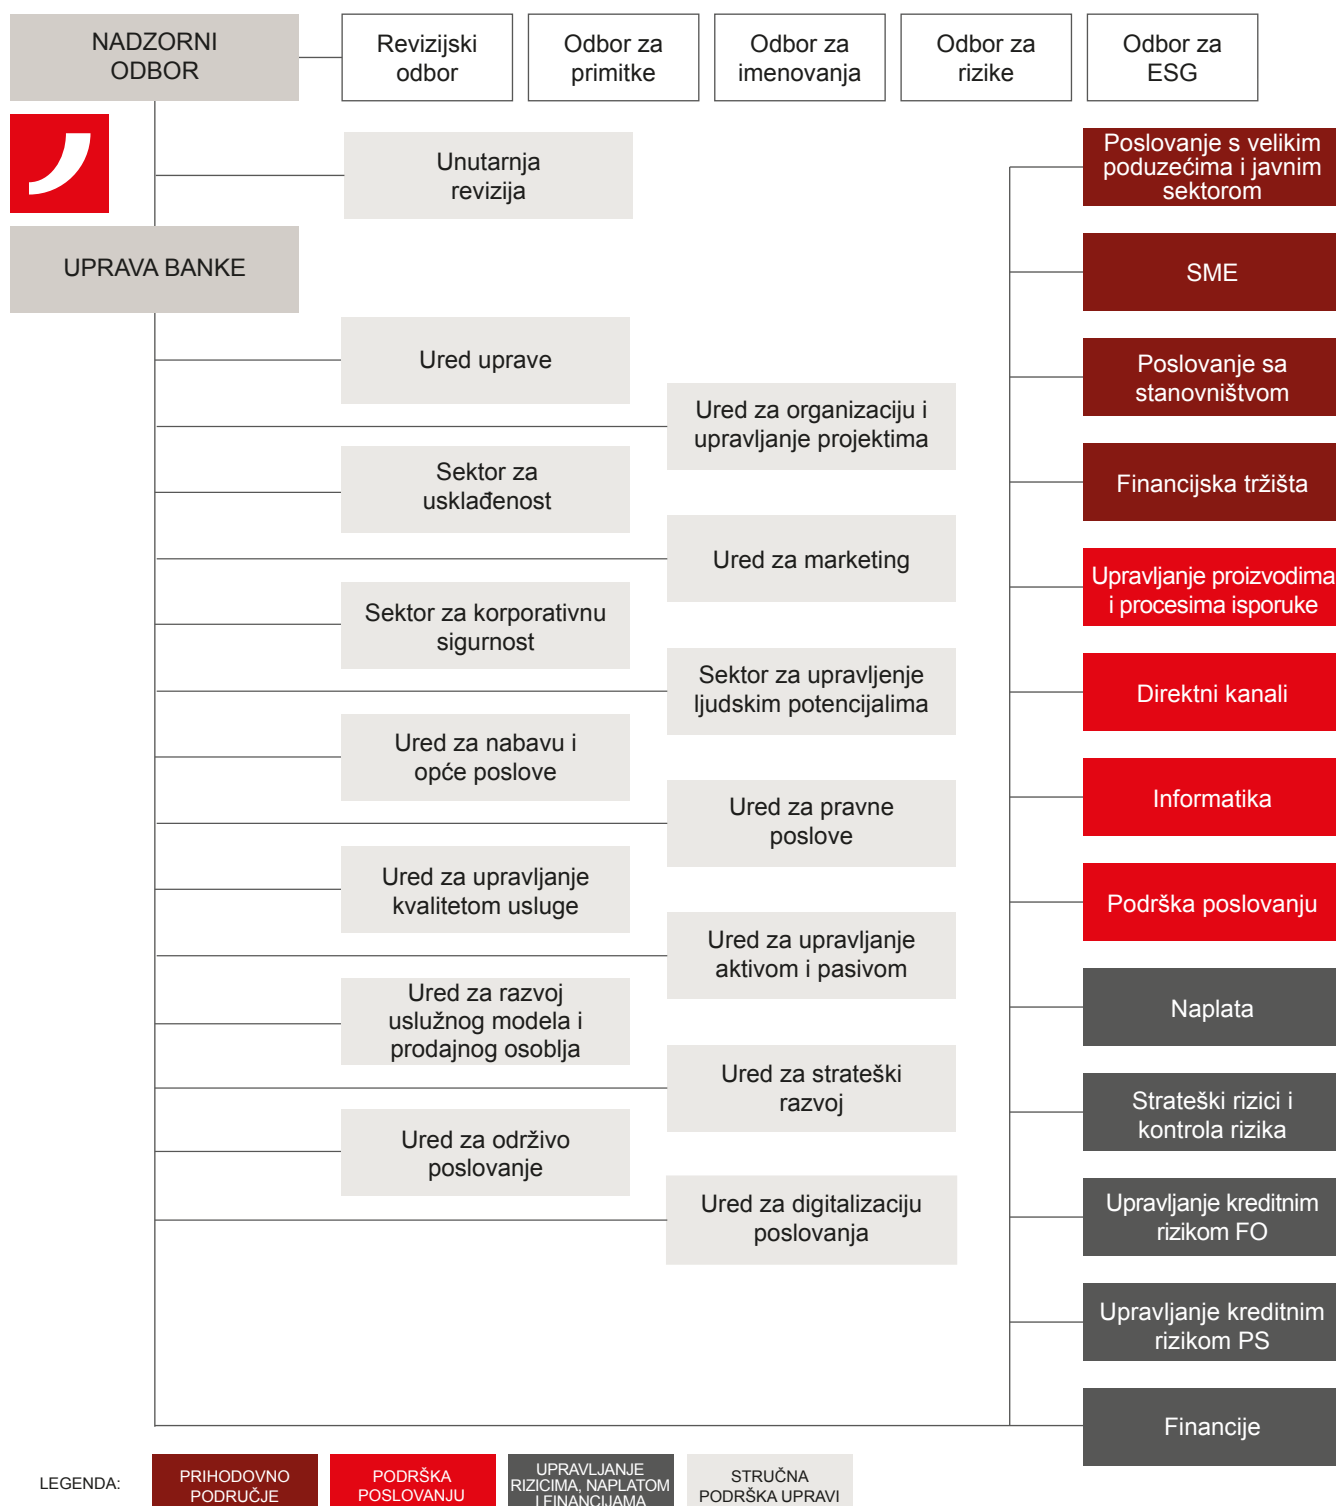 NADZORNI
ODBOR
Revizijski
odbor
Odbor za
primitke
Odbor za
imenovanja
Odbor za
rizike
Odbor za
ESG
Unutarnja
revizija
UPRAVA BANKE
Ured uprave
Ured za organizaciju i
upravljanje projektima
Sektor za
usklađenost
Ured za marketing
Sektor za korporativnu
sigurnost
Sektor za upravljenje
ljudskim potencijalima
Ured za nabavu i
opće poslove
Ured za pravne
poslove
Ured za upravljanje
kvalitetom usluge
Ured za upravljanje
aktivom i pasivom
Ured za razvoj
uslužnog modela i
prodajnog osoblja
Ured za strateški
razvoj
Ured za održivo
poslovanje
Ured za digitalizaciju
poslovanja
Poslovanje s velikim
poduzećima i javnim
sektorom
SME
Poslovanje sa
stanovništvom
Financijska tržišta
Upravljanje proizvodima
i procesima isporuke
Direktni kanali
Informatika
Podrška poslovanju
Naplata
Strateški rizici i
kontrola rizika
Upravljanje kreditnim
rizikom FO
Upravljanje kreditnim
rizikom PS
Financije
LEGENDA:
PRIHODOVNO
PODRUČJE
PODRŠKA
POSLOVANJU
UPRAVLJANJE
RIZICIMA, NAPLATOM
I FINANCIJAMA
STRUČNA
PODRŠKA UPRAVI